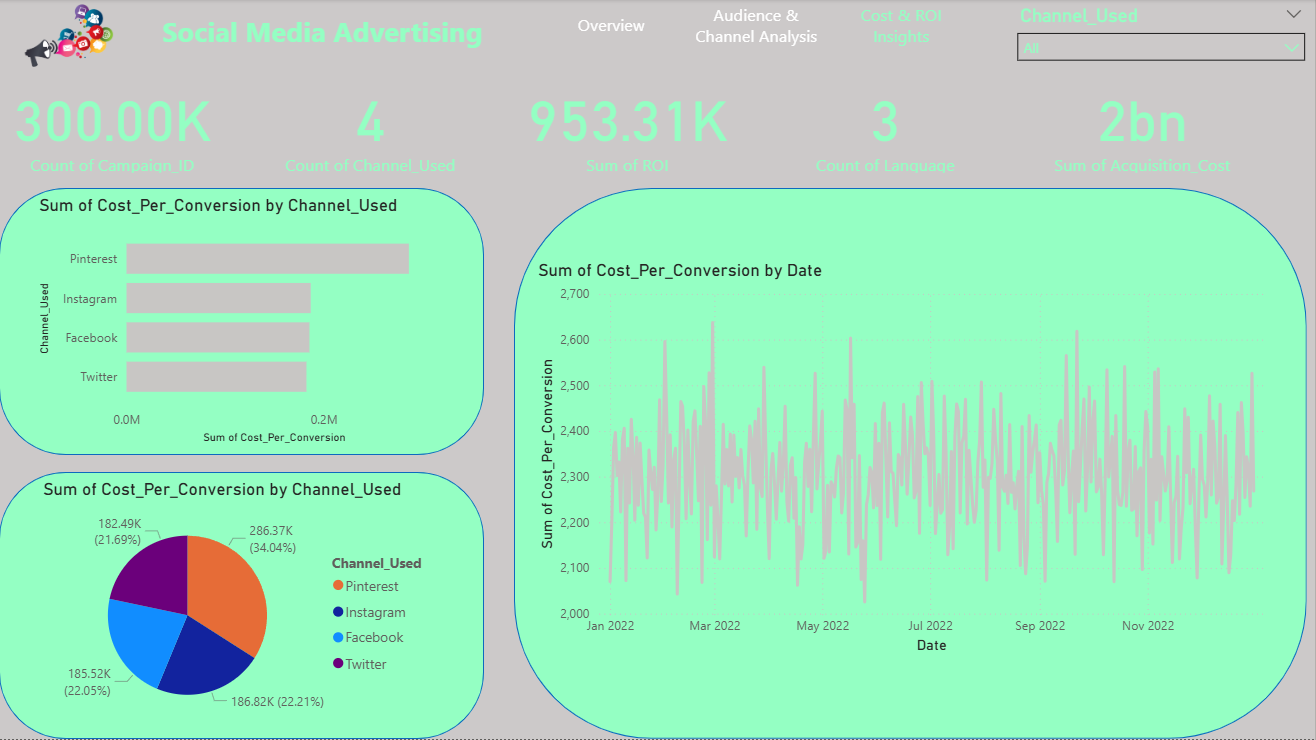 Social Media Advertising
Overview
Audience &
Channel Analysis
Cost & ROI
Insights
Channel_Used
All
300.00K
Count of Campaign_ID
4
Count of Channel_Used
953.31K
Sum of ROI
3
Count of Language
2bn
Sum of Acquisition_Cost
Sum of Cost_Per_Conversion by Channel_Used
Channel_Used
Pinterest
Instagram
Facebook
Twitter
0.0M
0.2M
Sum of Cost_Per_Conversion
Sum of Cost_Per_Conversion by Channel_Used
182.49K
(21.69%)
286.37K
(34.04%)
185.52K
(22.05%)
186.82K (22.21%)
Channel_Used
Pinterest
Instagram
Facebook
Twitter
Sum of Cost_Per_Conversion by Date
Sum of Cost_Per_Conversion
2,700
2,600
2,500
2,400
2,300
2,200
2,100
2,000
Jan 2022
Mar 2022
May 2022
Jul 2022
Sep 2022
Nov 2022
Date